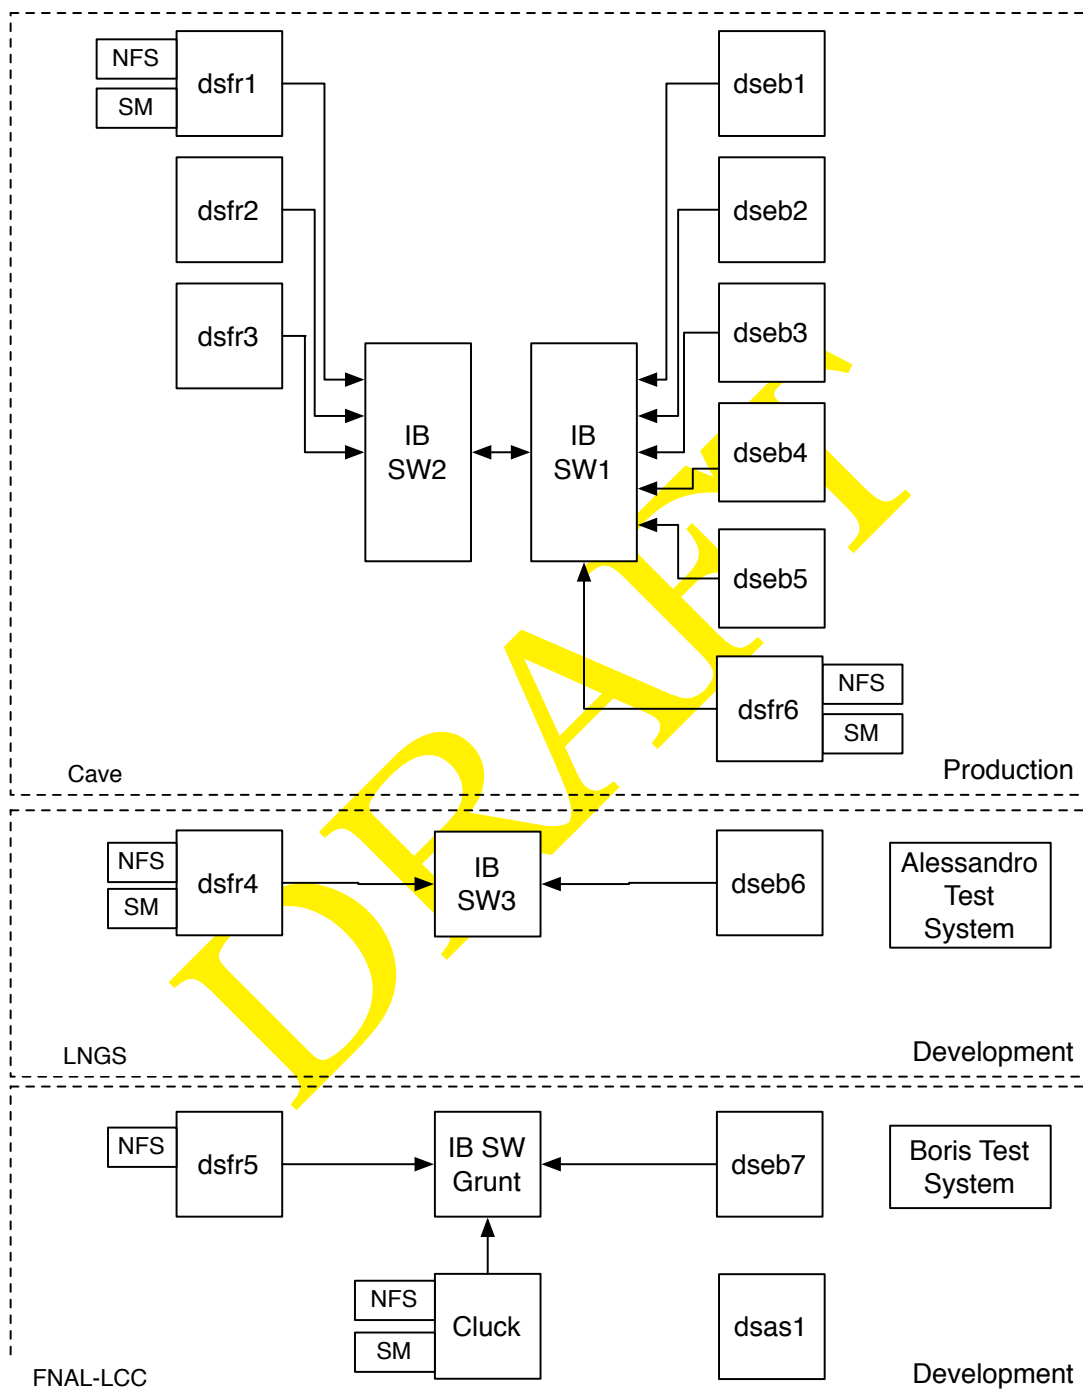 NFS
SM
dsfr1
dseb1
dsfr2
dseb2
dsfr3
dseb3
IB
SW2
IB
SW1
dseb4
dseb5
dsfr6
NFS
SM
Cave
Production
NFS
SM
dsfr4
IB
SW3
dseb6
Alessandro
Test
System
LNGS
Development
NFS
dsfr5
IB SW
Grunt
dseb7
Boris Test
System
NFS
SM
Cluck
dsas1
FNAL-LCC
Development
DRAFT